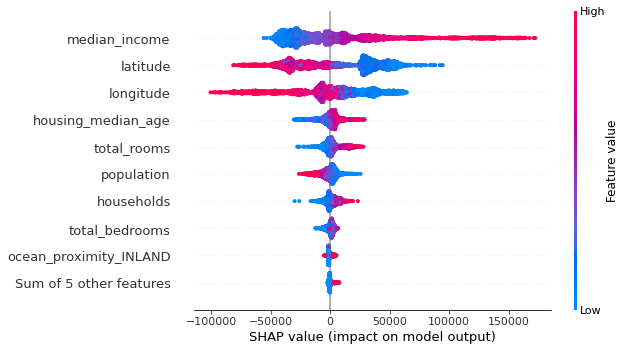 High
median_income
latitude
longitude
housing_median_age
total_rooms
population
households
total_bedrooms
ocean_proximity_INLAND
Sum of 5 other features
Feature value
Low
−100000 −50000 0 50000 100000 150000
SHAP value (impact on model output)